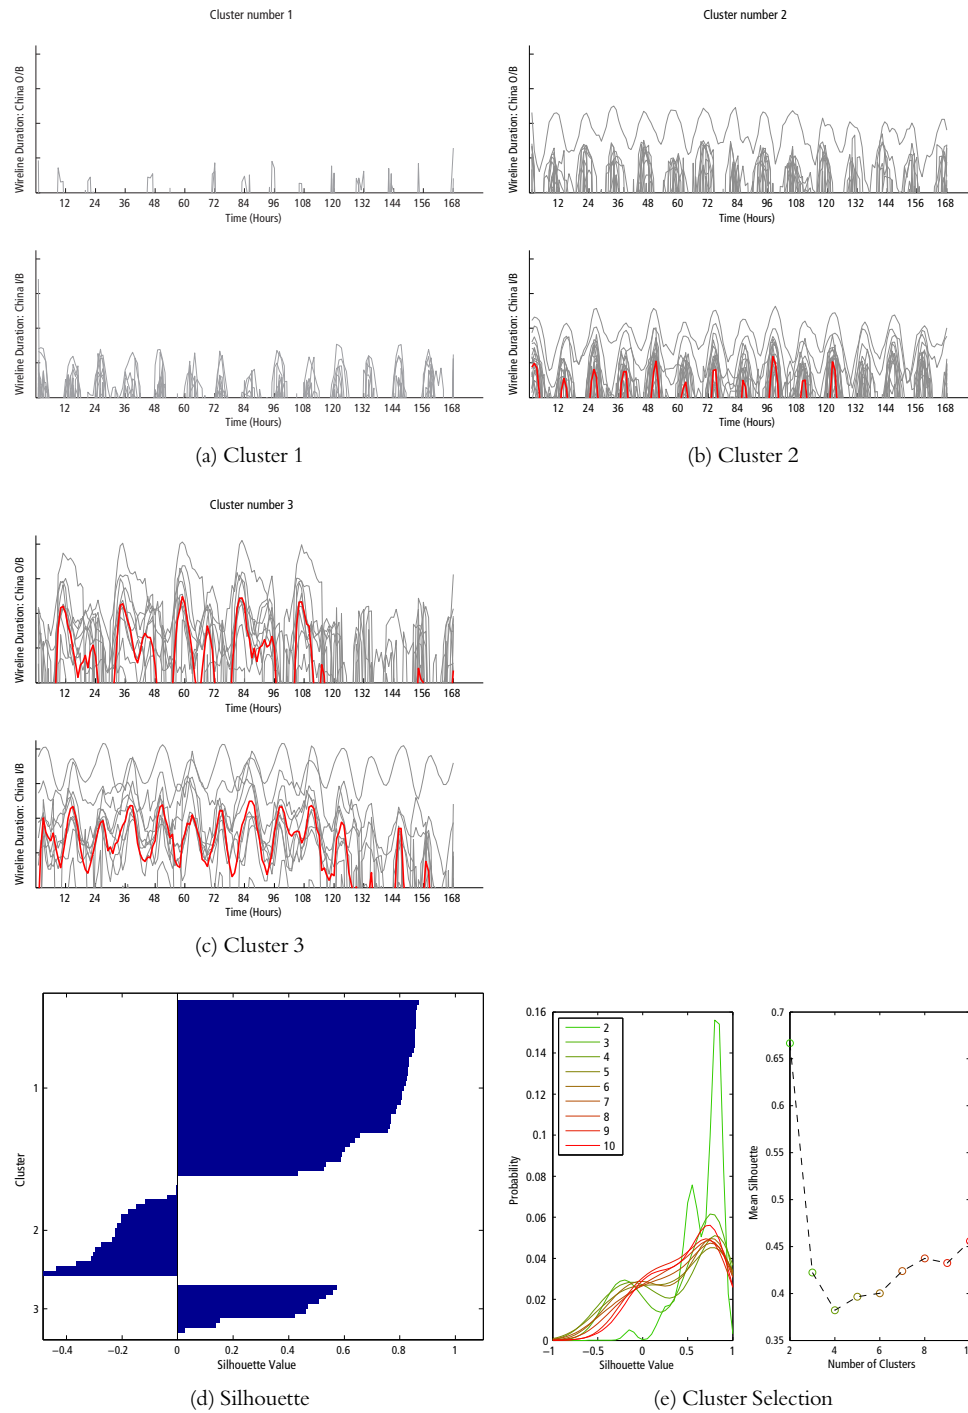 Cluster number 1
Wireline Duration: China O/B
12 24 36 48 60 72 84 96 108 120 132 144 156 168
Time (Hours)
Wireline Duration: China I/B
12 24 36 48 60 72 84 96 108 120 132 144 156 168
Time (Hours)
(a) Cluster 1
Cluster number 2
Wireline Duration: China O/B
12 24 36 48 60 72 84 96 108 120 132 144 156 168
Time (Hours)
Wireline Duration: China I/B
12 24 36 48 60 72 84 96 108 120 132 144 156 168
Time (Hours)
(b) Cluster 2
Cluster number 3
Wireline Duration: China O/B
12 24 36 48 60 72 84 96 108 120 132 144 156 168
Time (Hours)
Wireline Duration: China I/B
12 24 36 48 60 72 84 96 108 120 132 144 156 168
Time (Hours)
(c) Cluster 3
Cluster
1
2
3
−0.4 −0.2 0 0.2 0.4 0.6 0.8 1
Silhouette Value
(d) Silhouette
Probability
0.16
0.14
0.12
0.1
0.08
0.06
0.04
0.02
0
2
3
4
5
6
7
8
9
10
−1 −0.5 0 0.5 1
Silhouette Value
Mean Silhouette
0.7
0.65
0.6
0.55
0.5
0.45
0.4
0.35
2 4 6 8
Number of Clusters
(e) Cluster Selection